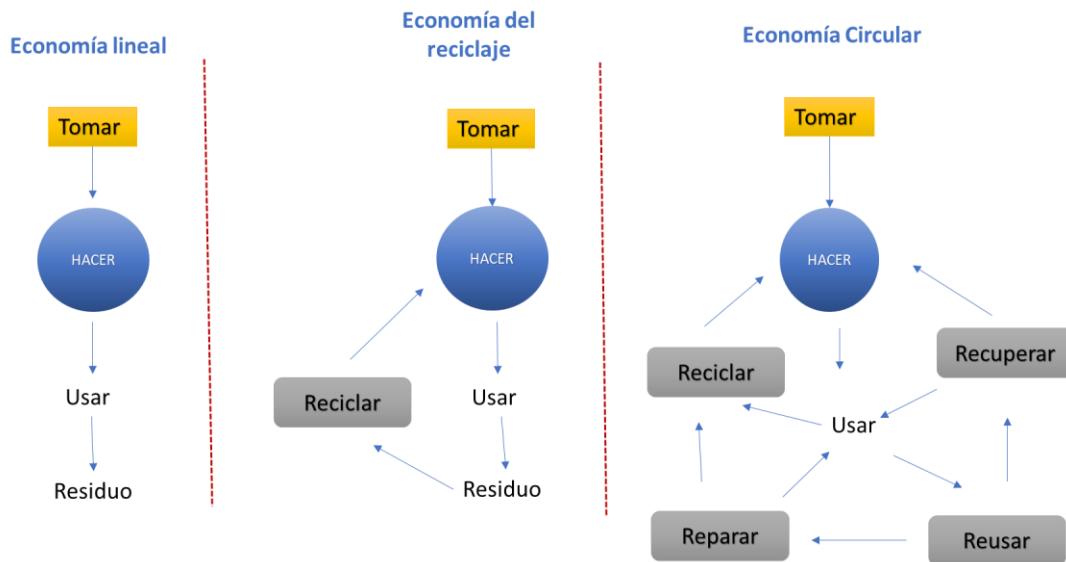 Economía lineal
Tomar
HACER
Usar
Residuo
Economía del
reciclaje
Tomar
HACER
Reciclar
Usar
Residuo
Economía Circular
Tomar
HACER
Reciclar
Recuperar
Usar
Reparar
Reusar